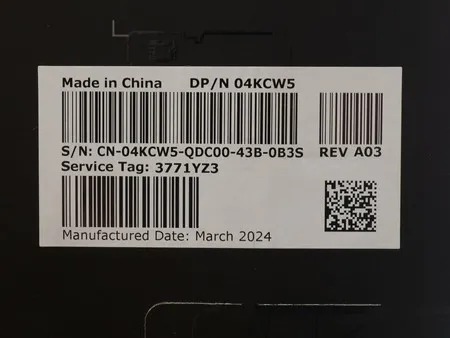 Made in China DP/N 04KCW5
S/N: CN-04KCW5-QDC00-43B-0B3S REV A03
Service Tag: 3771YZ3
Manufactured Date: March 2024